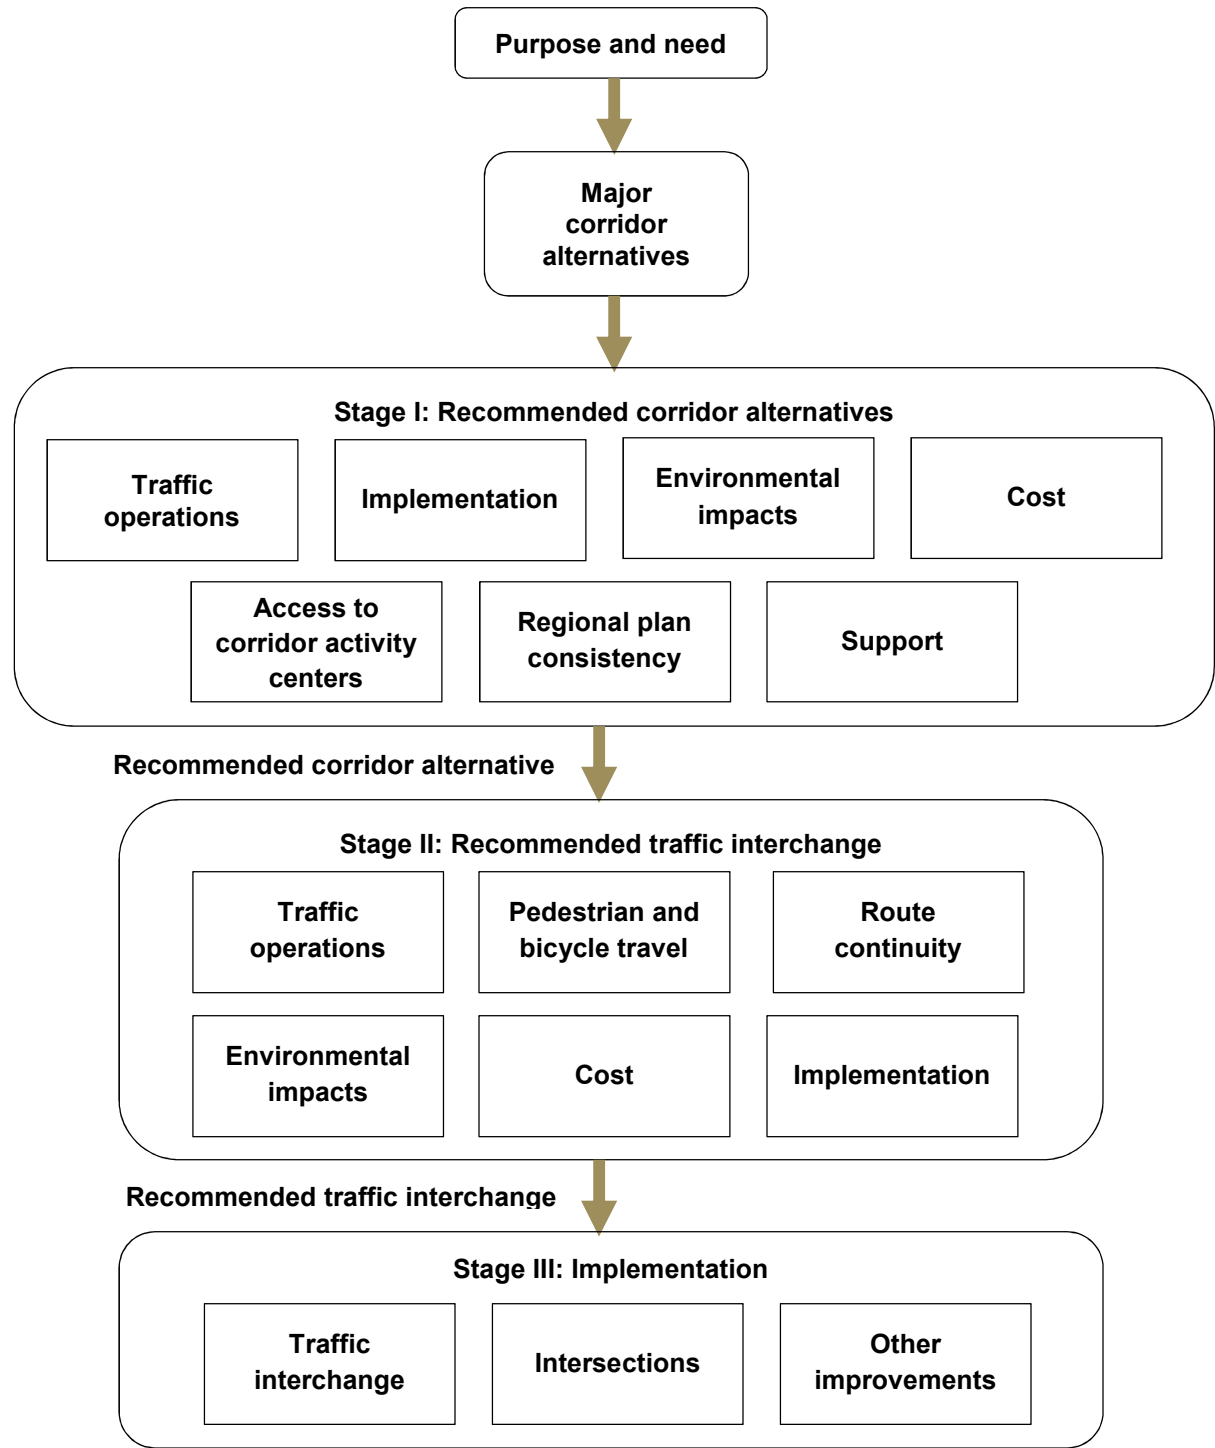 Purpose and need
Major
corridor
alternatives
Stage I: Recommended corridor alternatives
Traffic
operations
Implementation
Environmental
impacts
Cost
Access to
corridor activity
centers
Regional plan
consistency
Support
Recommended corridor alternative
Stage II: Recommended traffic interchange
Traffic
operations
Pedestrian and
bicycle travel
Route
continuity
Environmental
impacts
Cost
Implementation
Recommended traffic interchange
Stage III: Implementation
Traffic
interchange
Intersections
Other
improvements